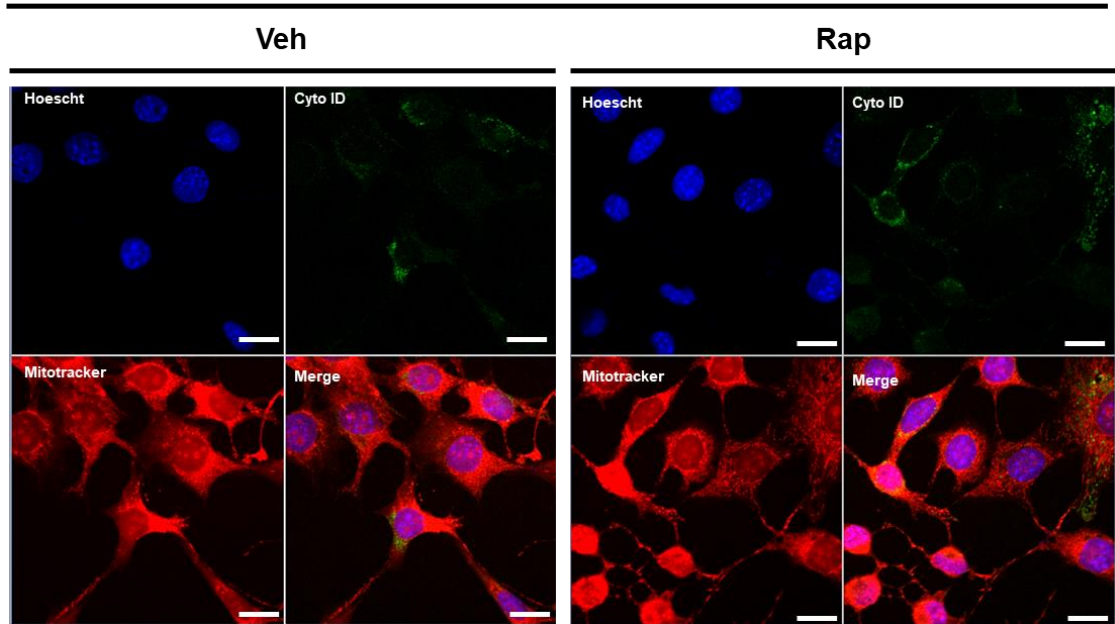 Veh
Rap
Hoescht
Cyto ID
Hoescht
Cyto ID
Mitotracker
Merge
Mitotracker
Merge